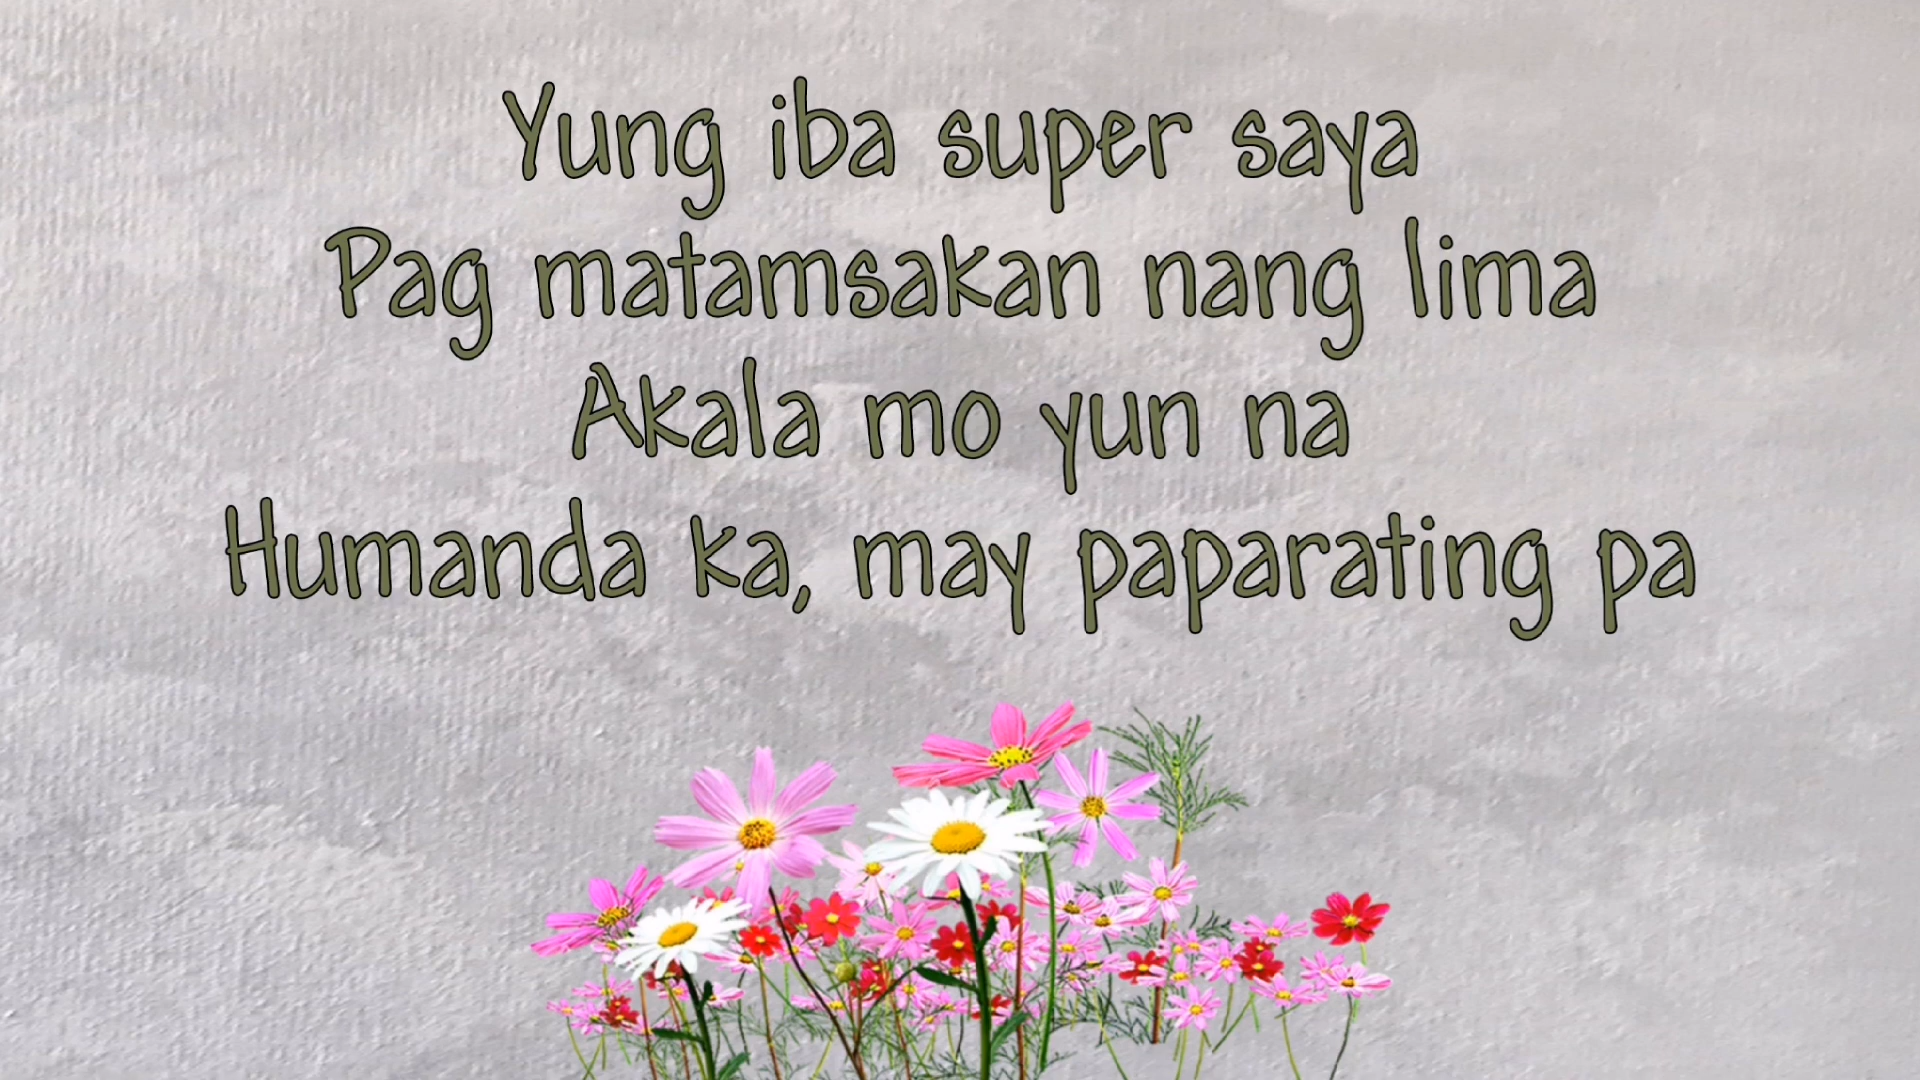 Yung iba super saya
Pag matamsakan nang lima
Akala mo yun na
Humanda ka, may paparating pa